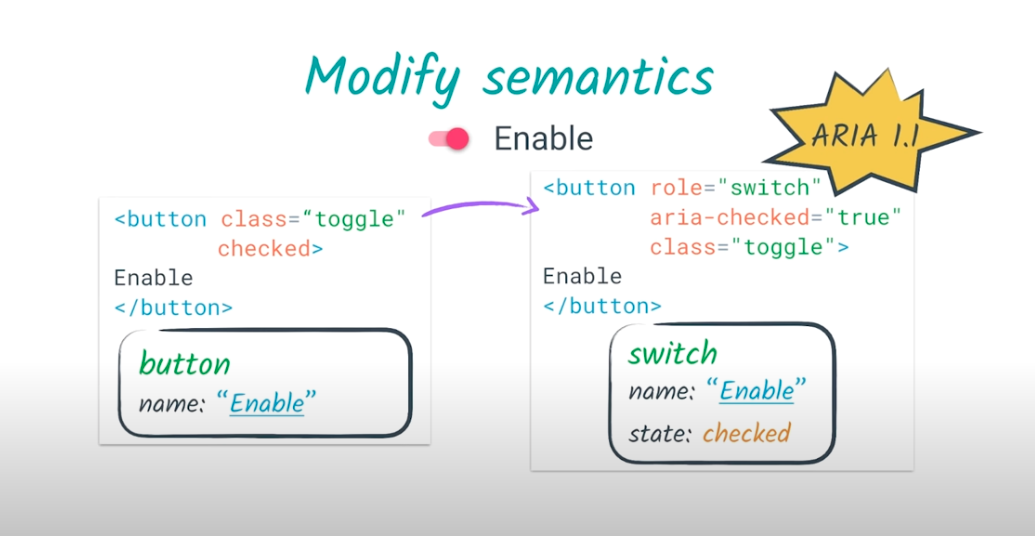 Modify semantics
Enable
ARIA 1.1
<button class=“toggle"
checked>
Enable
</button>
button
name: “Enable”
<button role="switch"
aria-checked="true"
class="toggle">
Enable
</button>
switch
name: “Enable”
state: checked